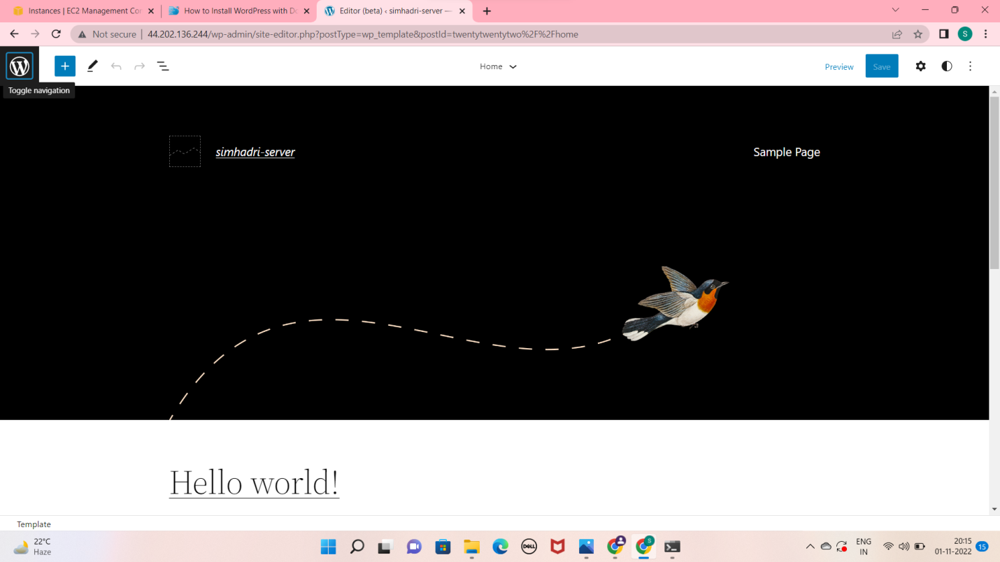 Instances | EC2 Management Cor
How to Install WordPress with Do
Editor (beta) ‹ simhadri-server —
Not secure
44.202.136.244/wp-admin/site-editor.php?postType=wp_template&postId=twentytwentytwo%2F%2Fhome
S
Home
Preview
Save
Toggle navigation
simhadri-server
Sample Page
Hello world!
Template
22°C
Haze
DELL
S
ENG
IN
20:15
01-11-2022
15